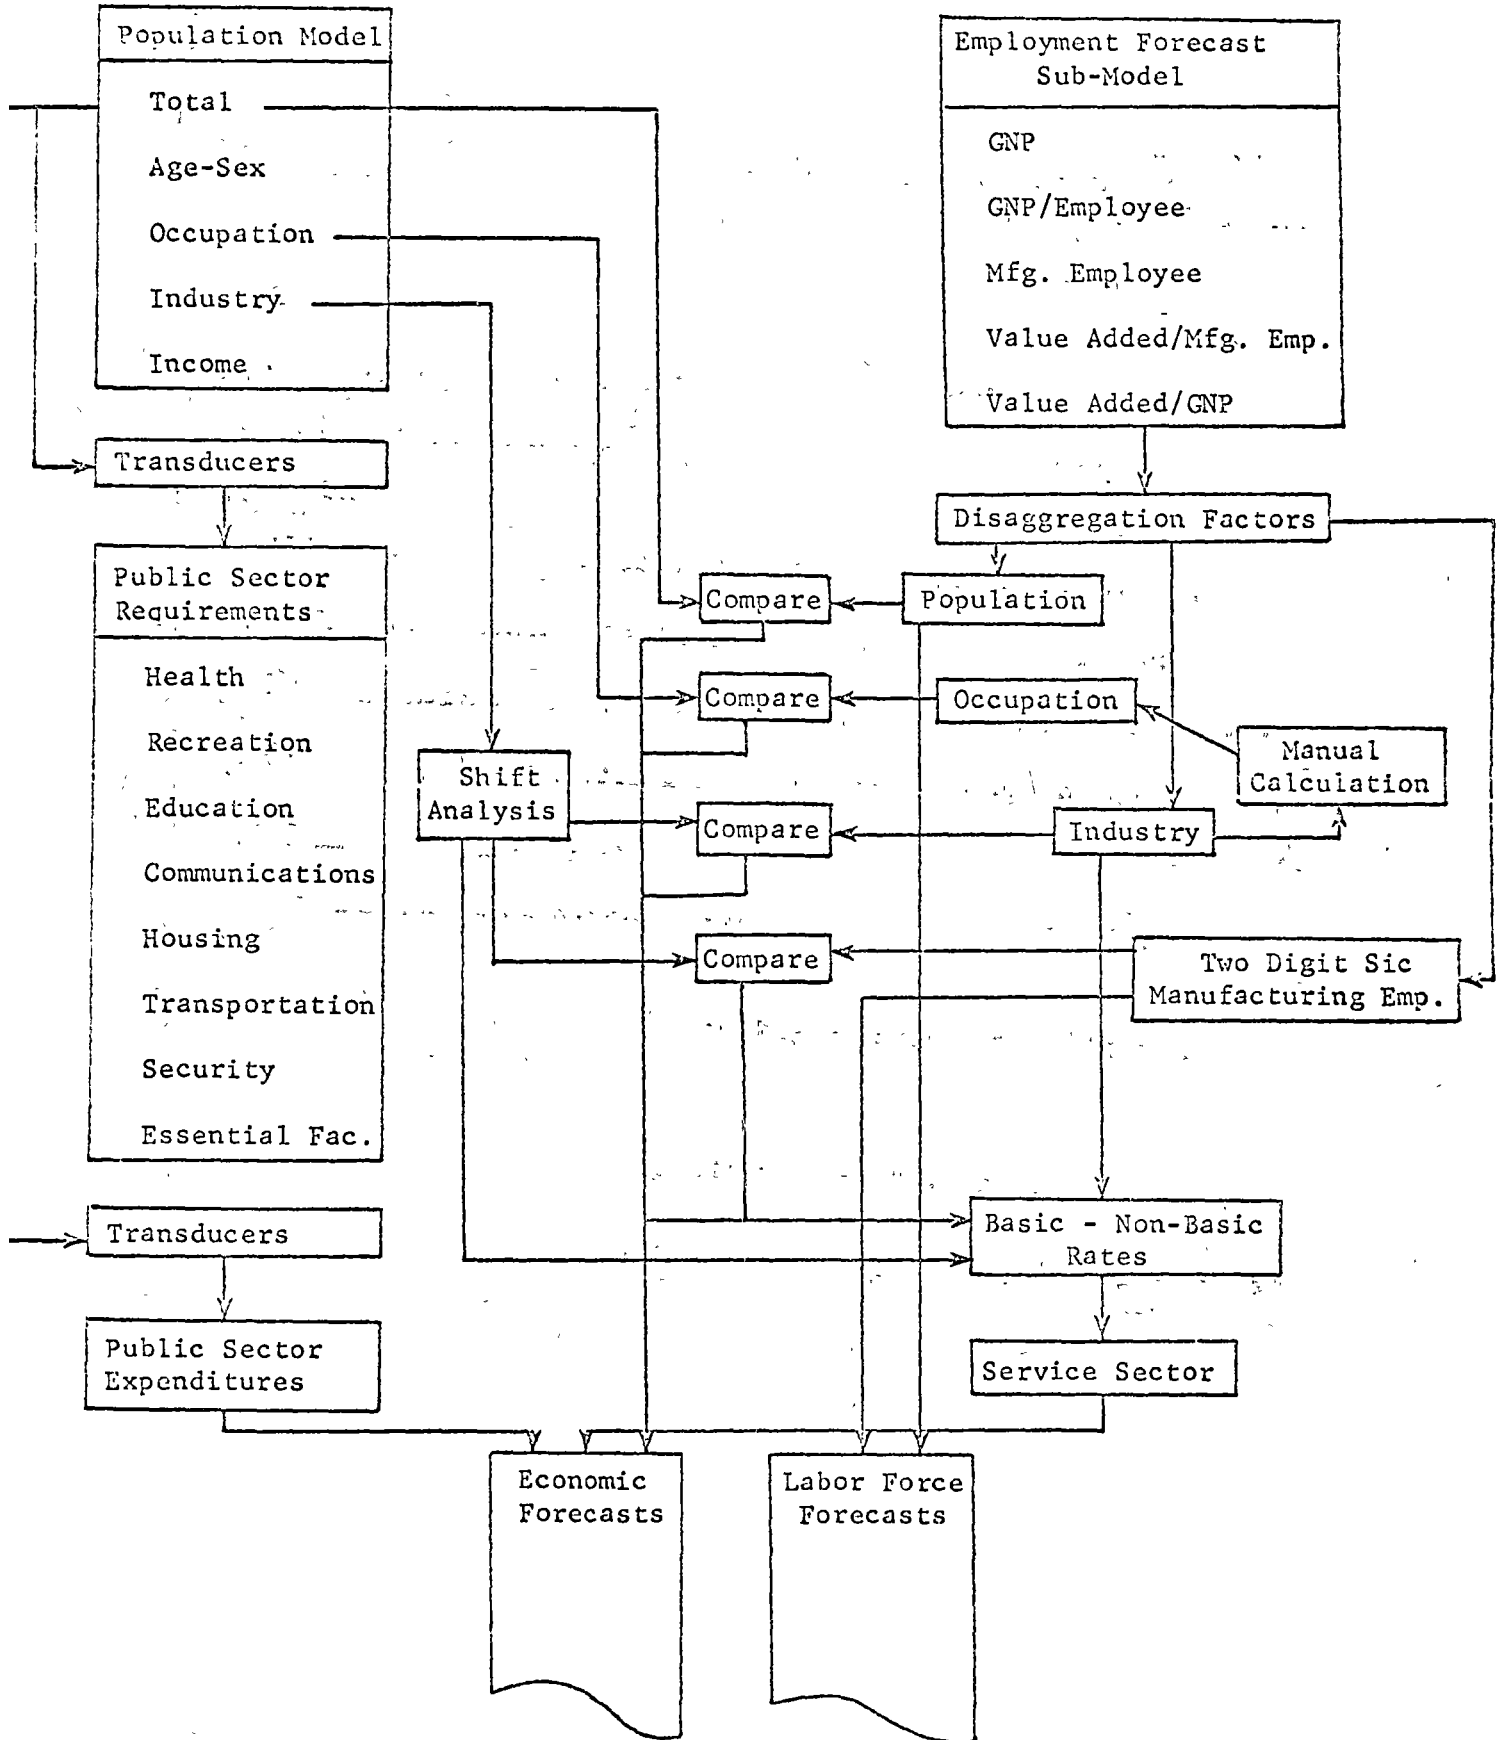 Population Model
Total
Age-Sex
Occupation
Industry
Income
Transducers
Public Sector
Requirements
Health
Recreation
Education
Communications
Housing
Transportation
Security
Essential Fac.
Transducers
Public Sector
Expenditures
Shift
Analysis
Compare
Compare
Compare
Compare
Employment Forecast
Sub-Model
GNP
GNP/Employee
Mfg. Employee
Value Added/Mfg. Emp.
Value Added/GNP
Disaggregation Factors
Population
Occupation
Manual
Calculation
Industry
Two Digit Sic
Manufacturing Emp.
Basic - Non-Basic
Rates
Service Sector
Economic
Forecasts
Labor Force
Forecasts